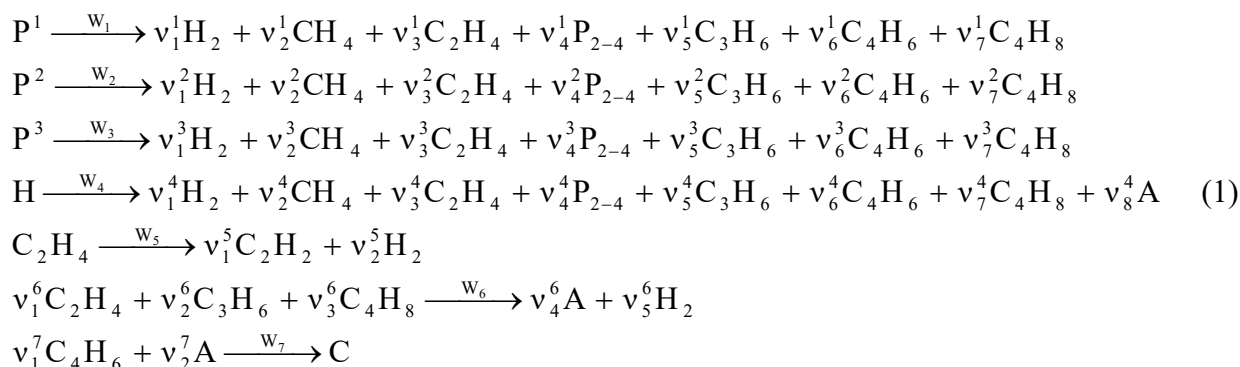 P¹ —W₁→ ν₁¹H₂ + ν₂¹CH₄ + ν₃¹C₂H₄ + ν₄¹P₂₋₄ + ν₅¹C₃H₆ + ν₆¹C₄H₆ + ν₇¹C₄H₈
P² —W₂→ ν₁²H₂ + ν₂²CH₄ + ν₃²C₂H₄ + ν₄²P₂₋₄ + ν₅²C₃H₆ + ν₆²C₄H₆ + ν₇²C₄H₈
P³ —W₃→ ν₁³H₂ + ν₂³CH₄ + ν₃³C₂H₄ + ν₄³P₂₋₄ + ν₅³C₃H₆ + ν₆³C₄H₆ + ν₇³C₄H₈
H —W₄→ ν₁⁴H₂ + ν₂⁴CH₄ + ν₃⁴C₂H₄ + ν₄⁴P₂₋₄ + ν₅⁴C₃H₆ + ν₆⁴C₄H₆ + ν₇⁴C₄H₈ + ν₈⁴A (1)
C₂H₄ —W₅→ ν₁⁵C₂H₂ + ν₂⁵H₂
ν₁⁶C₂H₄ + ν₂⁶C₃H₆ + ν₃⁶C₄H₈ —W₆→ ν₄⁶A + ν₅⁶H₂
ν₁⁷C₄H₆ + ν₂⁷A —W₇→ C